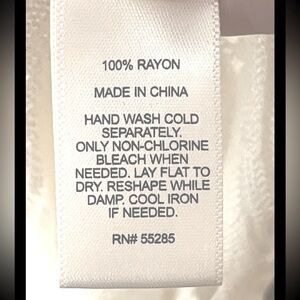 100% RAYON
MADE IN CHINA
HAND WASH COLD
SEPARATELY.
ONLY NON-CHLORINE
BLEACH WHEN
NEEDED. LAY FLAT TO
DRY. RESHAPE WHILE
DAMP. COOL IRON
IF NEEDED.
RN# 55285